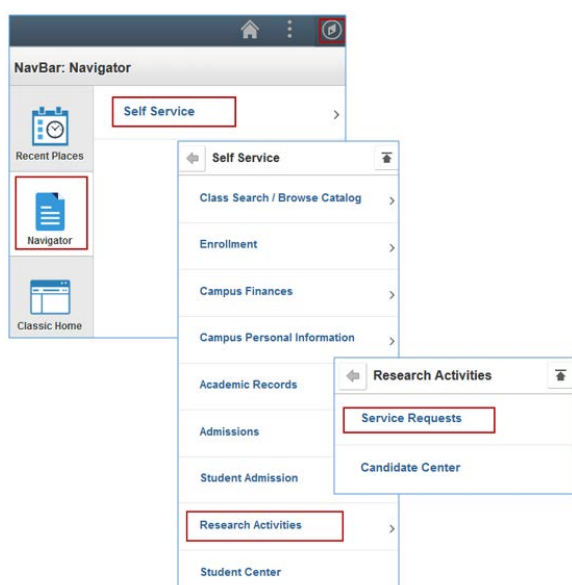 NavBar: Navigator
Recent Places
Navigator
Classic Home
Self Service
Self Service
Class Search / Browse Catalog
Enrollment
Campus Finances
Campus Personal Information
Academic Records
Admissions
Student Admission
Research Activities
Student Center
Research Activities
Service Requests
Candidate Center